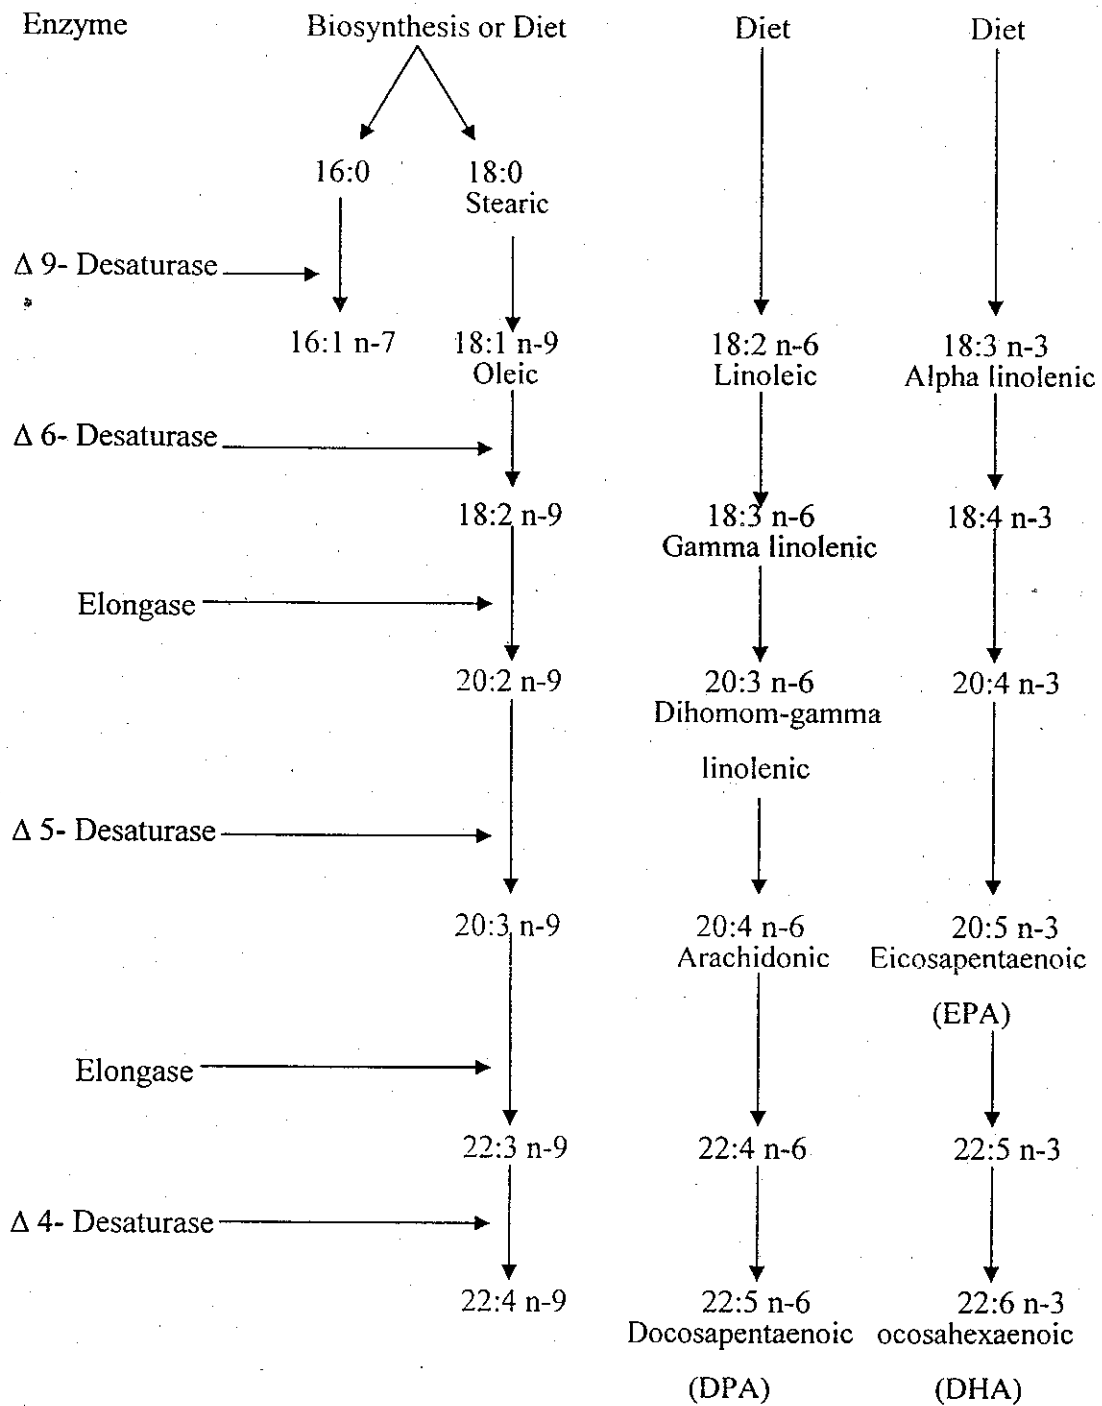 Enzyme Biosynthesis or Diet Diet Diet
16:0 18:0
Stearic
Δ 9- Desaturase
16:1 n-7 18:1 n-9 18:2 n-6 18:3 n-3
Oleic Linoleic Alpha linolenic
Δ 6- Desaturase
18:2 n-9 18:3 n-6 18:4 n-3
Gamma linolenic
Elongase
20:2 n-9 20:3 n-6 20:4 n-3
Dihomom-gamma
linolenic
Δ 5- Desaturase
20:3 n-9 20:4 n-6 20:5 n-3
Arachidonic Eicosapentaenoic
(EPA)
Elongase
22:3 n-9 22:4 n-6 22:5 n-3
Δ 4- Desaturase
22:4 n-9 22:5 n-6 22:6 n-3
Docosapentaenoic ocosahexaenoic
(DPA) (DHA)